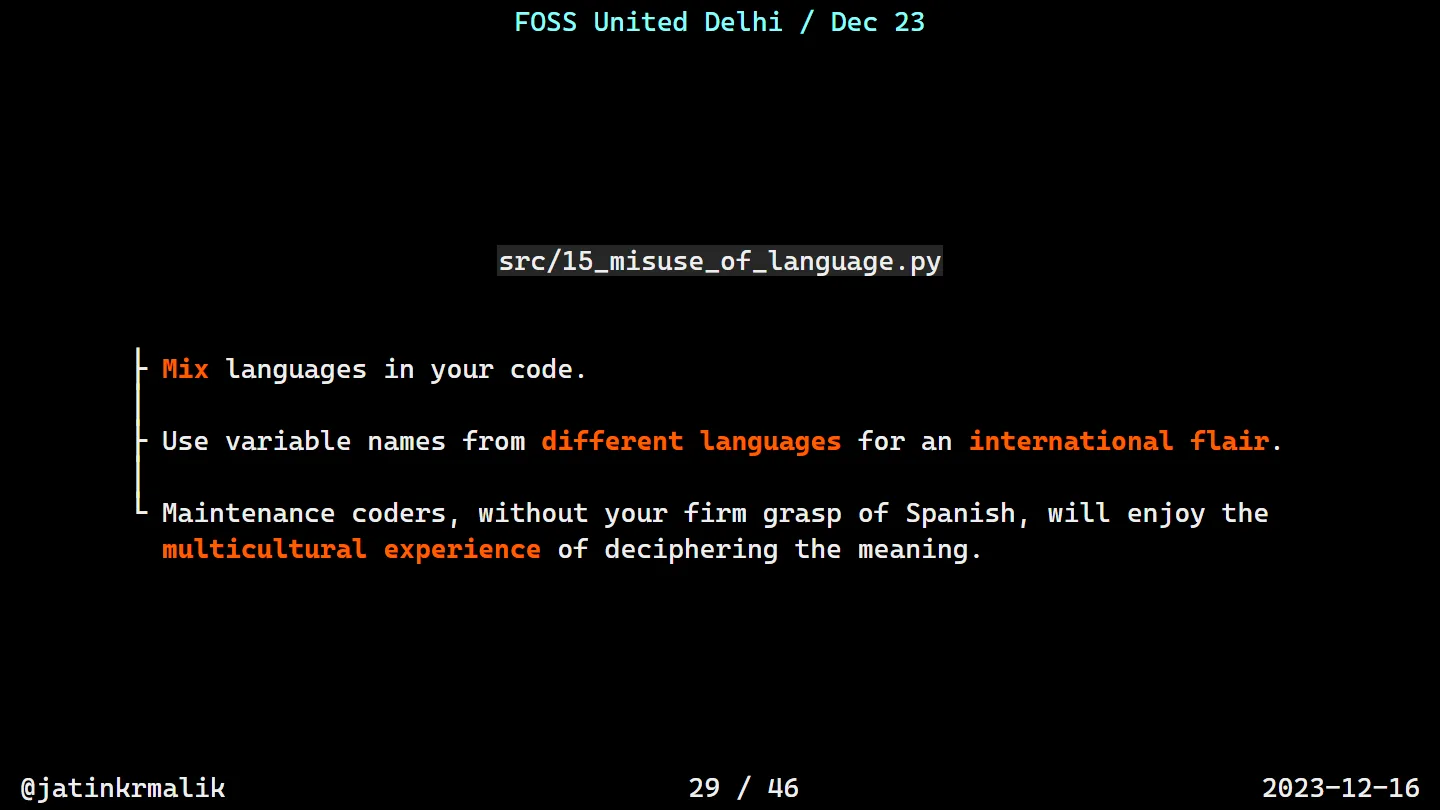 FOSS United Delhi / Dec 23
src/15_misuse_of_language.py
Mix languages in your code.
Use variable names from different languages for an international flair.
Maintenance coders, without your firm grasp of Spanish, will enjoy the
multicultural experience of deciphering the meaning.
@jatinkrmalik
29 / 46
2023-12-16